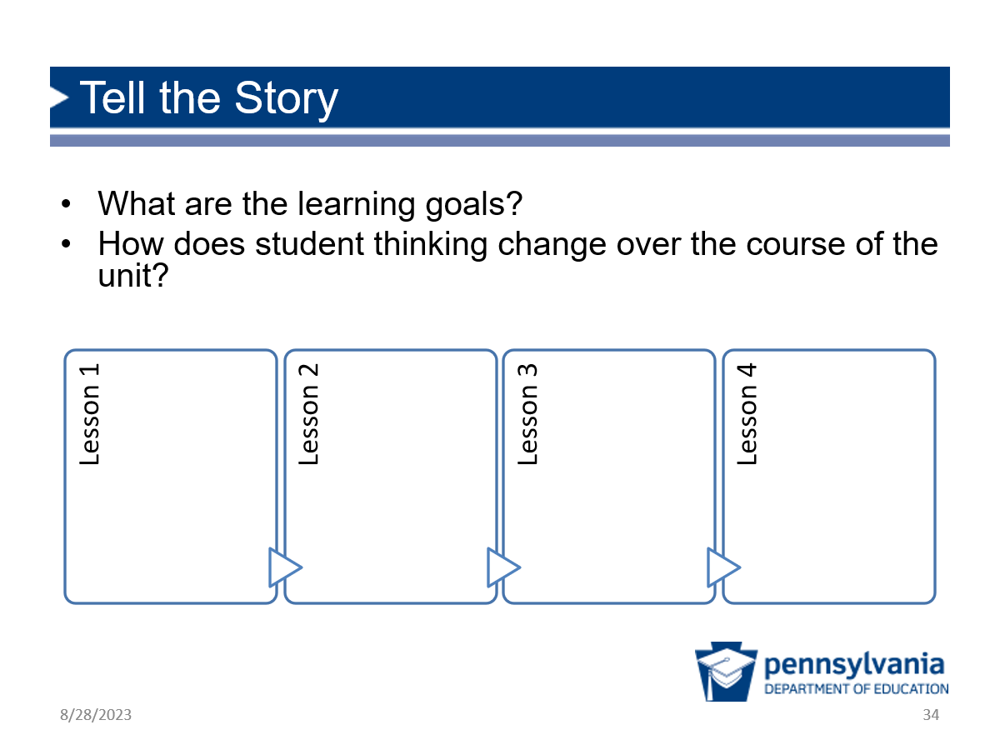 Tell the Story
• What are the learning goals?
• How does student thinking change over the course of the
unit?
Lesson 1
Lesson 2
Lesson 3
Lesson 4
pennsylvania
DEPARTMENT OF EDUCATION
8/28/2023
34